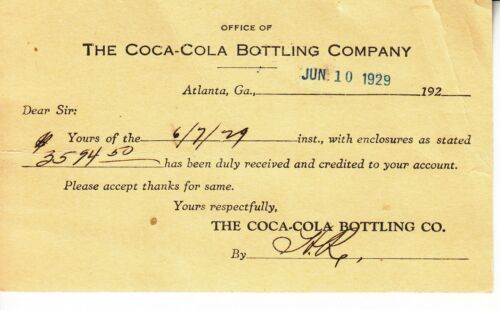 OFFICE OF
THE COCA-COLA BOTTLING COMPANY
JUN 10 1929
Atlanta, Ga., 192
Dear Sir:
Yours of the 6/7/29 inst., with enclosures as stated
$3594.50 has been duly received and credited to your account.
Please accept thanks for same.
Yours respectfully,
THE COCA-COLA BOTTLING CO.
By